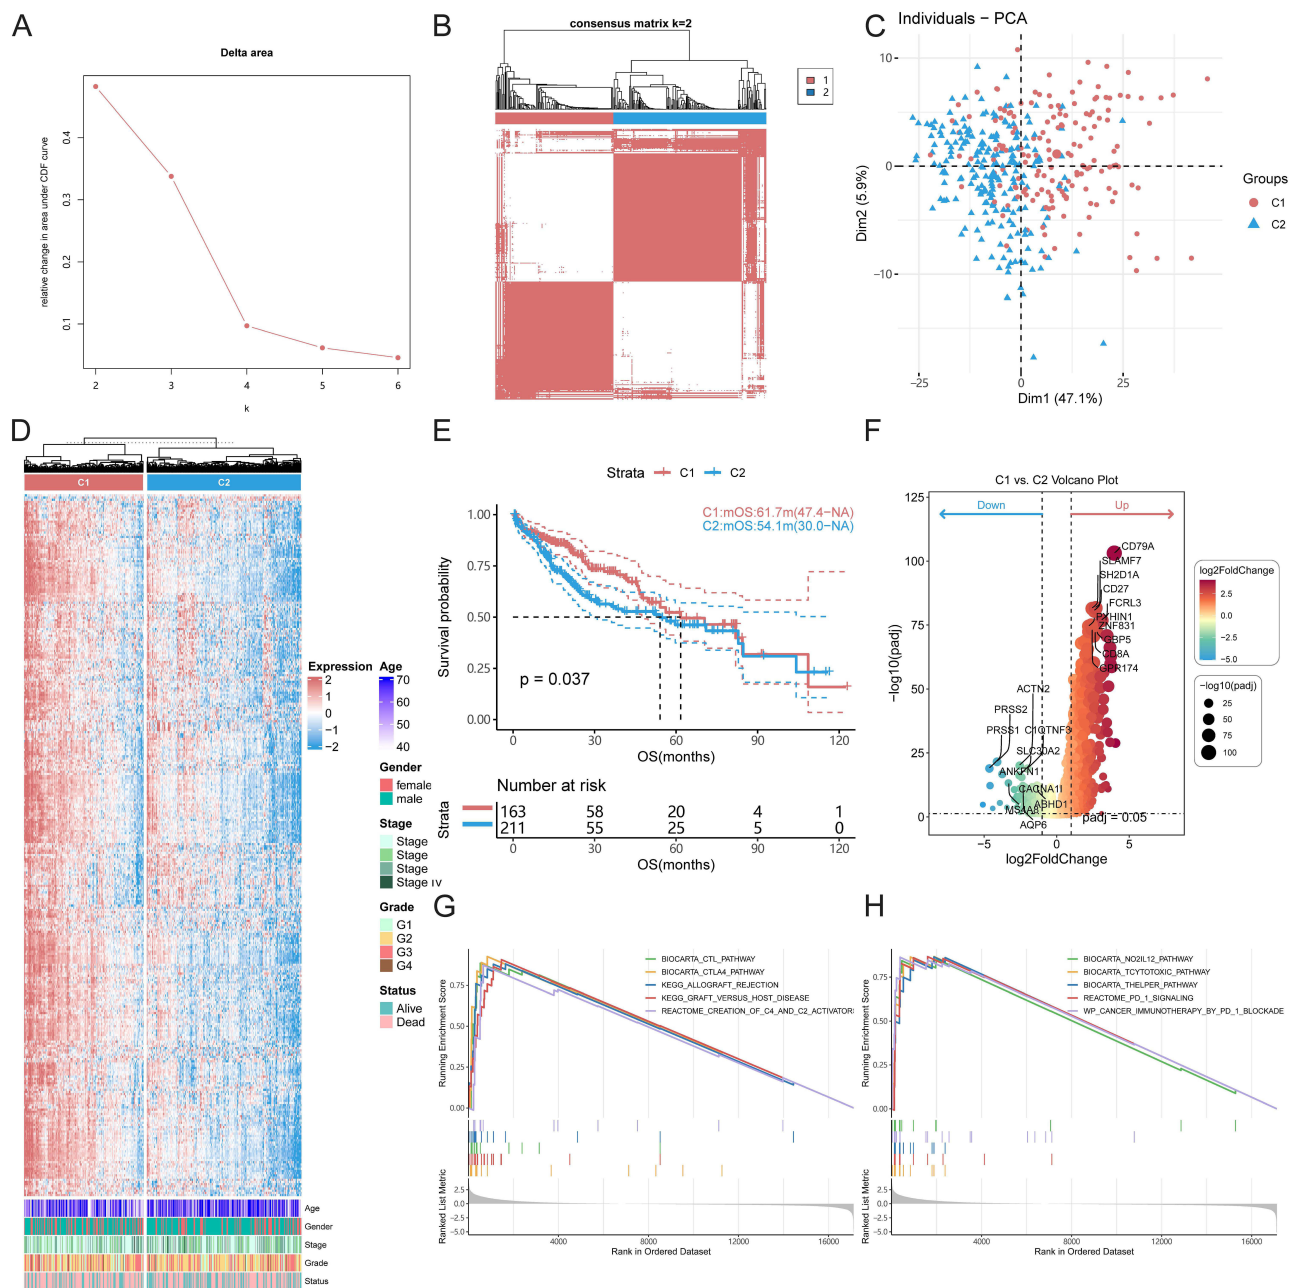 A
Delta area
relative change in area under CDF curve
0.4
0.3
0.2
0.1
2
3
4
5
6
k
B
consensus matrix k=2
1
2
C
Individuals − PCA
10
0
−10
Dim2 (5.9%)
−25
0
25
Dim1 (47.1%)
Groups
C1
C2
D
C1
C2
Expression
2
1
0
−1
−2
Age
70
60
50
40
Gender
female
male
Stage
Stage
Stage
Stage
Stage IV
Grade
G1
G2
G3
G4
Status
Alive
Dead
Age
Gender
Stage
Grade
Status
E
Strata C1 C2
C1:mOS:61.7m(47.4−NA)
C2:mOS:54.1m(30.0−NA)
Survival probability
1.00
0.75
0.50
0.25
0.00
p = 0.037
0 30 60 90 120
OS(months)
Number at risk
Strata
163 58 20 4 1
211 55 25 5 0
0 30 60 90 120
OS(months)
F
C1 vs. C2 Volcano Plot
Down
Up
−log10(padj)
125
100
75
50
25
0
CD79A
SLAMF7
SH2D1A
CD27
FCRL3
ZNF831
GBP5
CD8A
GPR174
ACTN2
PRSS2
PRSS1
C1QTNF3
SLC30A2
ANKFN1
CACNA1I
ABHD1
MS4A8
AQP6
padj = 0.05
−5 0 5
log2FoldChange
log2FoldChange
2.5
0.0
−2.5
−5.0
−log10(padj)
25
50
75
100
G
Running Enrichment Score
0.75
0.50
0.25
0.00
BIOCARTA_CTL_PATHWAY
BIOCARTA_CTLA4_PATHWAY
KEGG_ALLOGRAFT_REJECTION
KEGG_GRAFT_VERSUS_HOST_DISEASE
REACTOME_CREATION_OF_C4_AND_C2_ACTIVATORS
Ranked List Metric
2.5
0.0
−2.5
−5.0
4000 8000 12000 16000
Rank in Ordered Dataset
H
Running Enrichment Score
0.75
0.50
0.25
0.00
BIOCARTA_NO2IL12_PATHWAY
BIOCARTA_TCYTOTOXIC_PATHWAY
BIOCARTA_THELPER_PATHWAY
REACTOME_PD_1_SIGNALING
WP_CANCER_IMMUNOTHERAPY_BY_PD_1_BLOCKADE
Ranked List Metric
2.5
0.0
−2.5
−5.0
4000 8000 12000 16000
Rank in Ordered Dataset